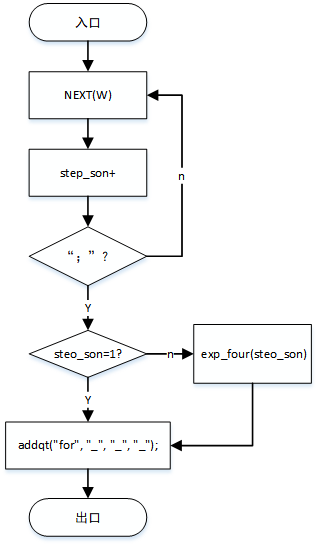 入口
NEXT(W)
step_son+
n
“；”？
Y
steo_son=1?
n
exp_four(steo_son)
Y
addqt("for", "_", "_", "_");
出口